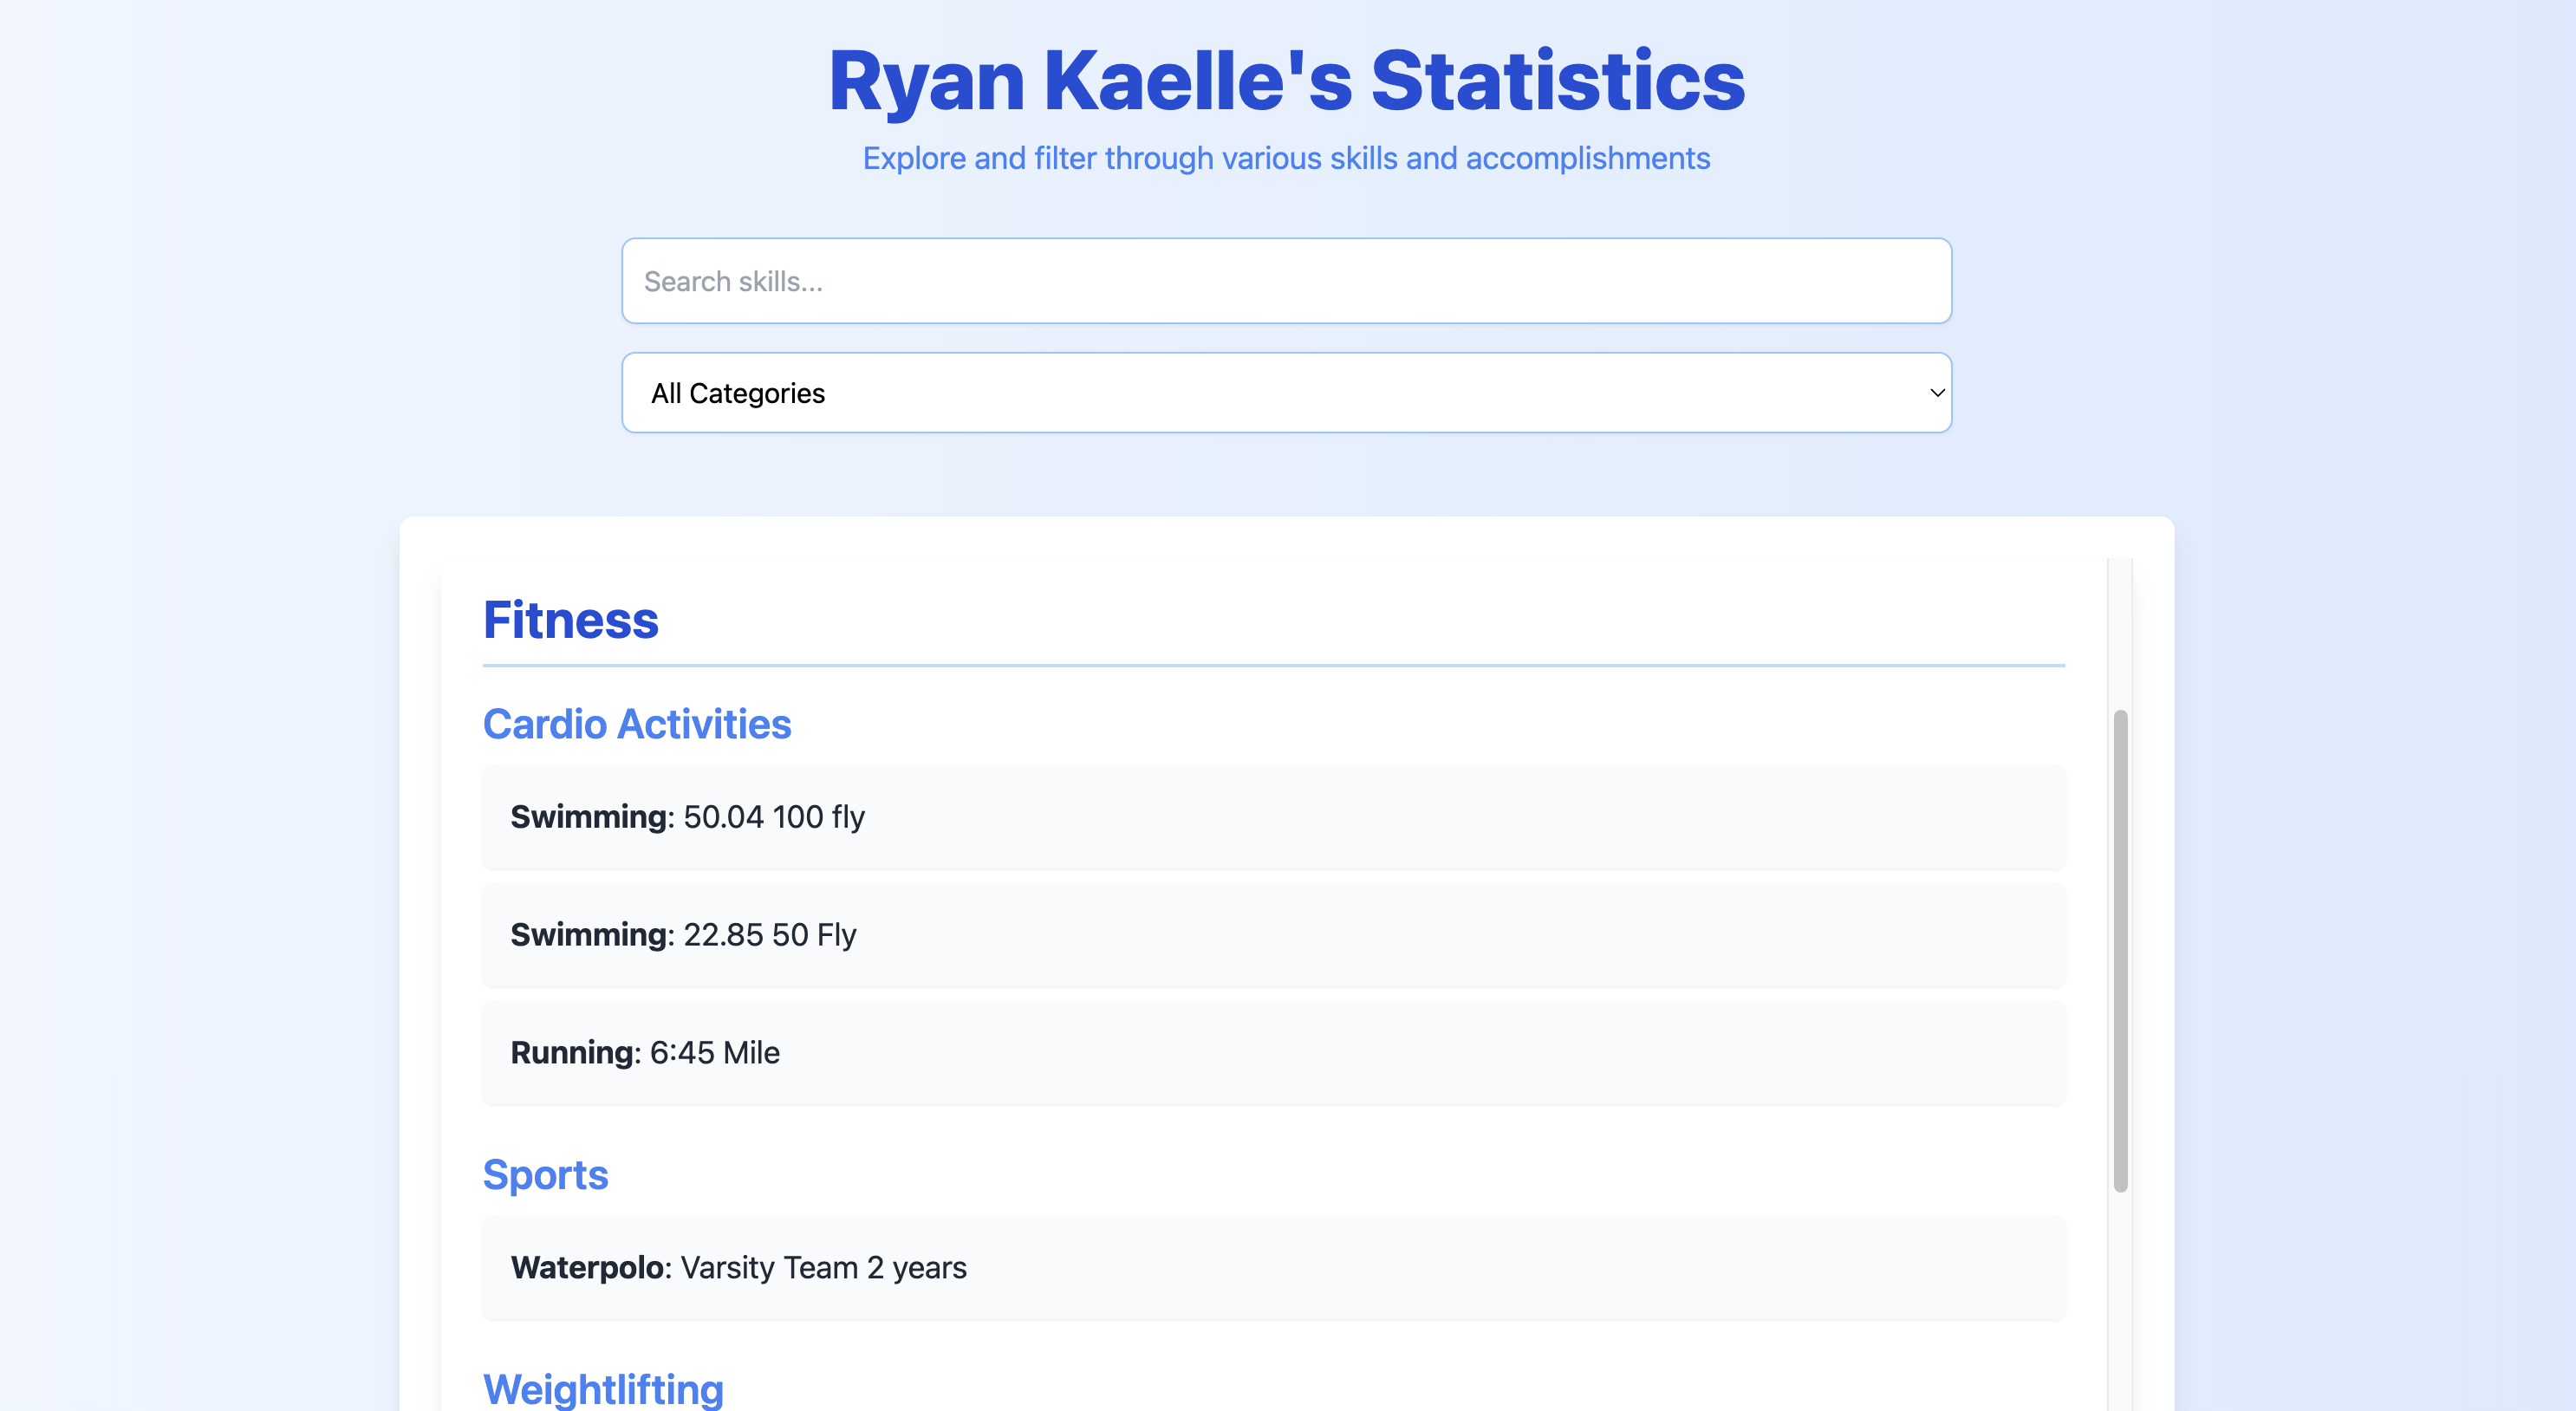 Ryan Kaelle's Statistics
Explore and filter through various skills and accomplishments
Search skills...
All Categories
Fitness
Cardio Activities
Swimming: 50.04 100 fly
Swimming: 22.85 50 Fly
Running: 6:45 Mile
Sports
Waterpolo: Varsity Team 2 years
Weightlifting